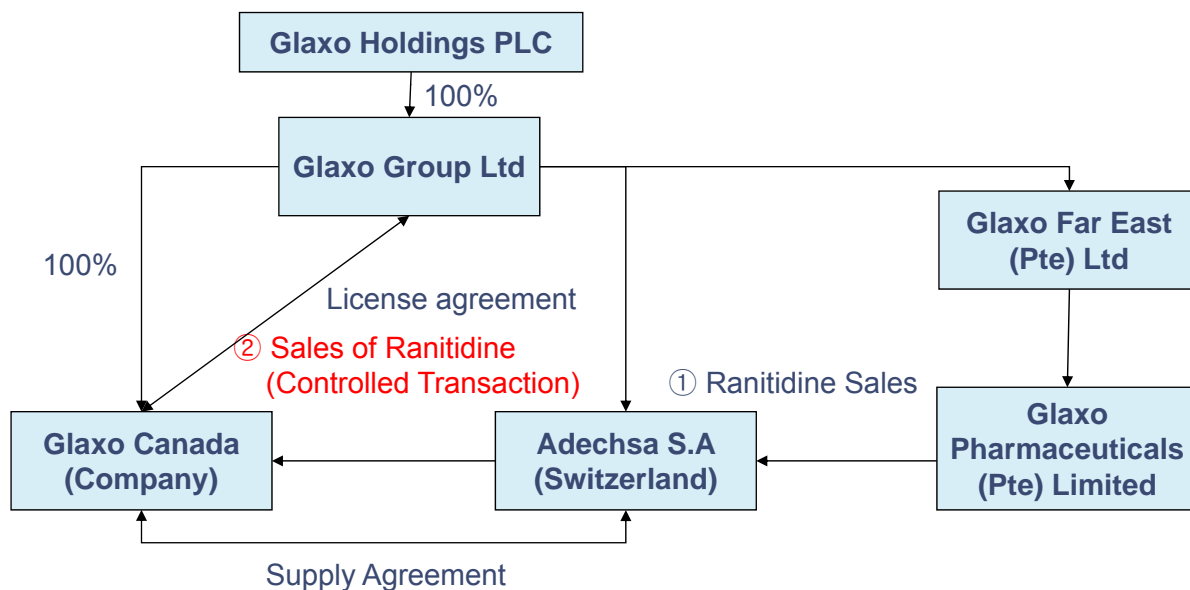 Glaxo Holdings PLC
100%
Glaxo Group Ltd
Glaxo Far East
(Pte) Ltd
100%
License agreement
② Sales of Ranitidine
(Controlled Transaction)
① Ranitidine Sales
Glaxo Canada
(Company)
Adechsa S.A
(Switzerland)
Glaxo
Pharmaceuticals
(Pte) Limited
Supply Agreement